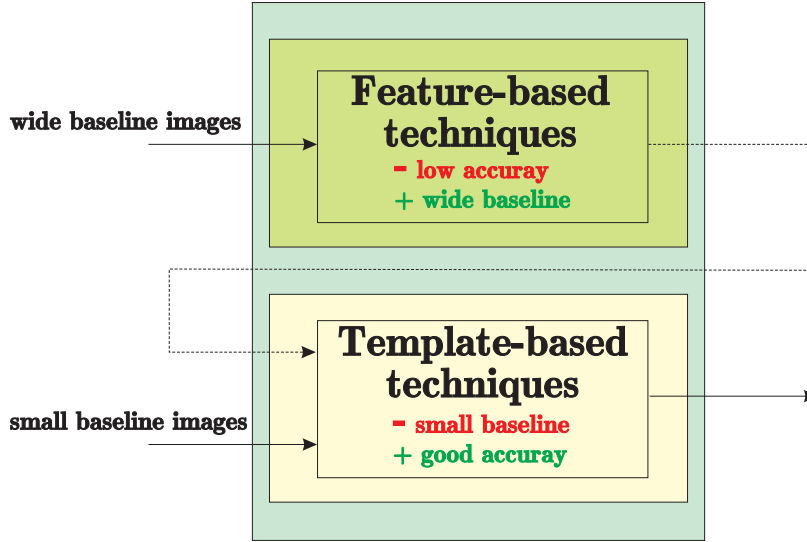 wide baseline images
Feature-based
techniques
- low accuray
+ wide baseline
Template-based
techniques
small baseline images
- small baseline
+ good accuray